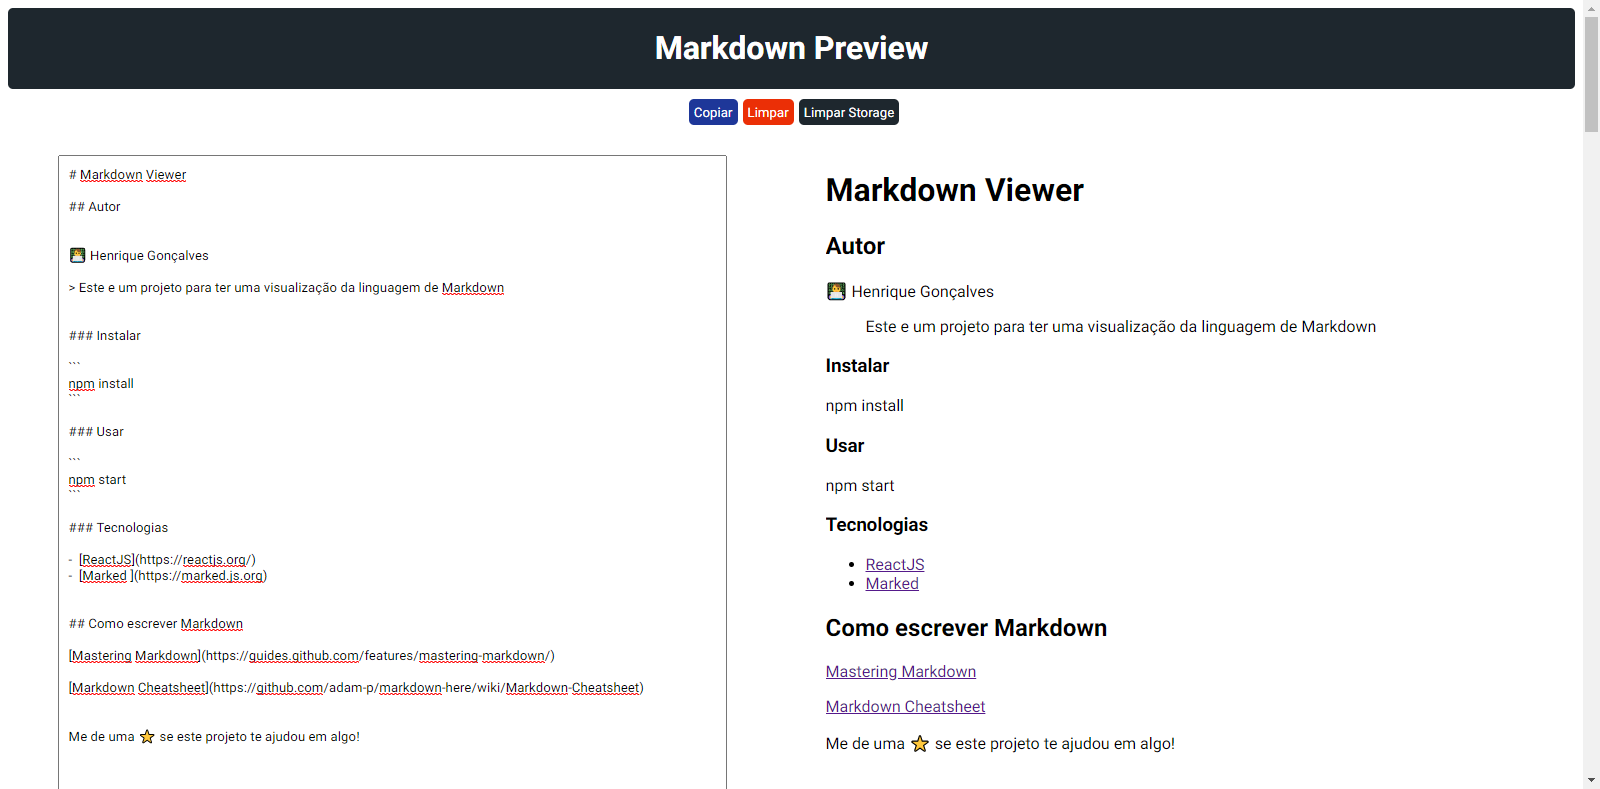 Markdown Preview
Copiar Limpar Limpar Storage
# Markdown Viewer
## Autor
👨‍💻 Henrique Gonçalves
> Este e um projeto para ter uma visualização da linguagem de Markdown
### Instalar
```
npm install
```
### Usar
```
npm start
```
### Tecnologias
- [ReactJS](https://reactjs.org/)
- [Marked ](https://marked.js.org)
## Como escrever Markdown
[Mastering Markdown](https://guides.github.com/features/mastering-markdown/)
[Markdown Cheatsheet](https://github.com/adam-p/markdown-here/wiki/Markdown-Cheatsheet)
Me de uma ⭐ se este projeto te ajudou em algo!
Markdown Viewer
Autor
👨‍💻 Henrique Gonçalves
Este e um projeto para ter uma visualização da linguagem de Markdown
Instalar
npm install
Usar
npm start
Tecnologias
• ReactJS
• Marked
Como escrever Markdown
Mastering Markdown
Markdown Cheatsheet
Me de uma ⭐ se este projeto te ajudou em algo!